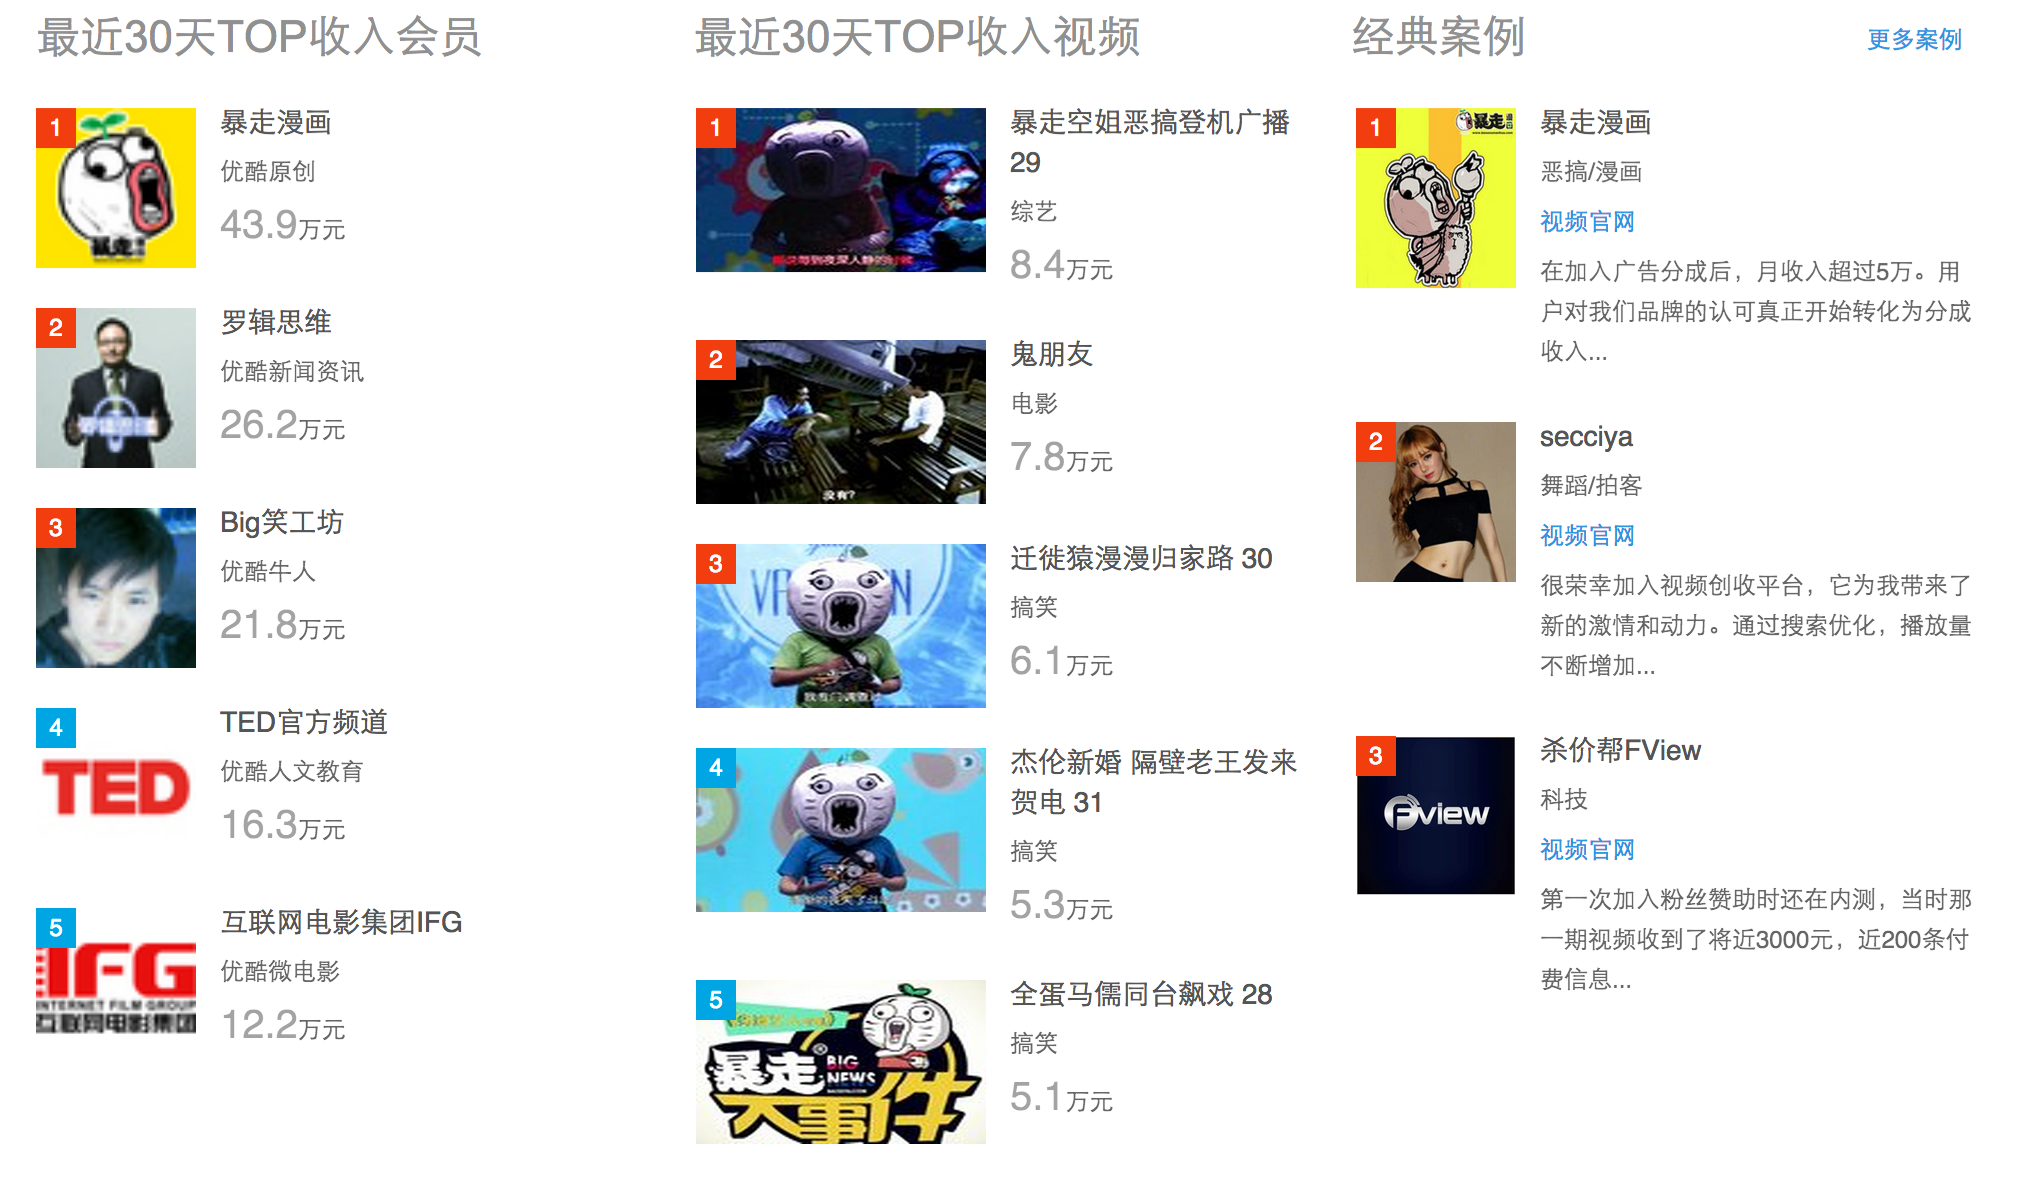 最近30天TOP收入会员
1
暴走漫画
优酷原创
43.9万元
暴走
2
罗辑思维
优酷新闻资讯
26.2万元
3
Big笑工坊
优酷牛人
21.8万元
4
TED官方频道
优酷人文教育
16.3万元
TED
5
互联网电影集团IFG
优酷微电影
12.2万元
IFG
INTERNET FILM GROUP
互联网电影集团
最近30天TOP收入视频
1
暴走空姐恶搞登机广播
29
综艺
8.4万元
2
鬼朋友
电影
7.8万元
没有?
3
迁徙猿漫漫归家路 30
搞笑
6.1万元
4
杰伦新婚 隔壁老王发来
贺电 31
搞笑
5.3万元
5
全蛋马儒同台飙戏 28
搞笑
5.1万元
暴走
BIG
NEWS
大事件
经典案例
更多案例
1
暴走漫画
恶搞/漫画
视频官网
在加入广告分成后，月收入超过5万。用
户对我们品牌的认可真正开始转化为分成
收入...
暴走
2
secciya
舞蹈/拍客
视频官网
很荣幸加入视频创收平台，它为我带来了
新的激情和动力。通过搜索优化，播放量
不断增加...
3
杀价帮FView
科技
视频官网
第一次加入粉丝赞助时还在内测，当时那
一期视频收到了将近3000元，近200条付
费信息...
Fview